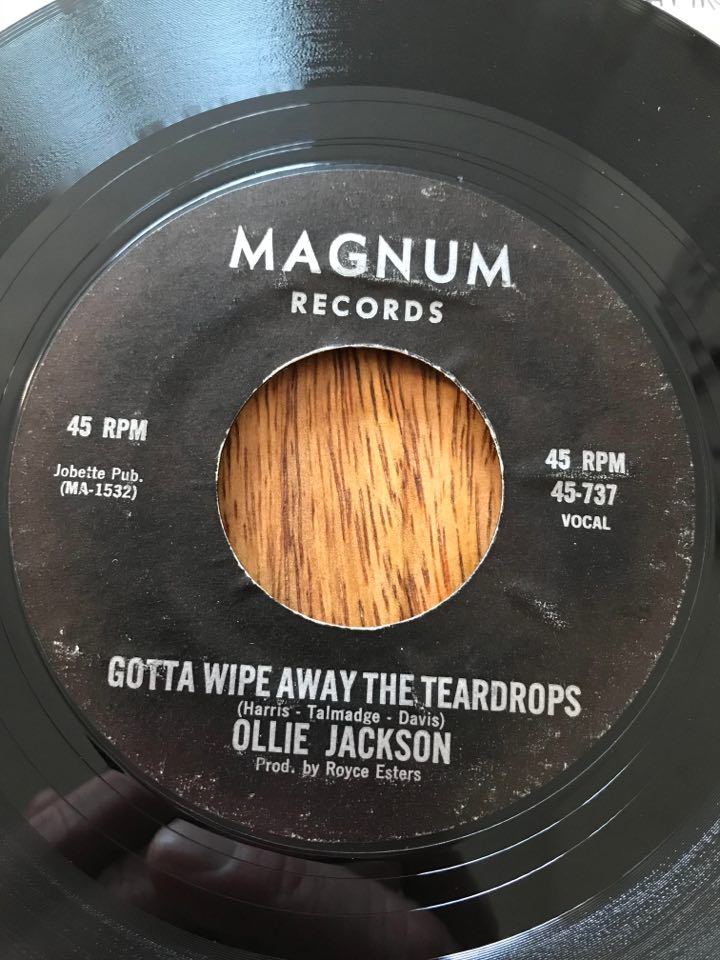 MAGNUM
RECORDS
45 RPM
Jobette Pub.
(MA-1532)
45 RPM
45-737
VOCAL
GOTTA WIPE AWAY THE TEARDROPS
(Harris - Talmadge - Davis)
OLLIE JACKSON
Prod. by Royce Esters